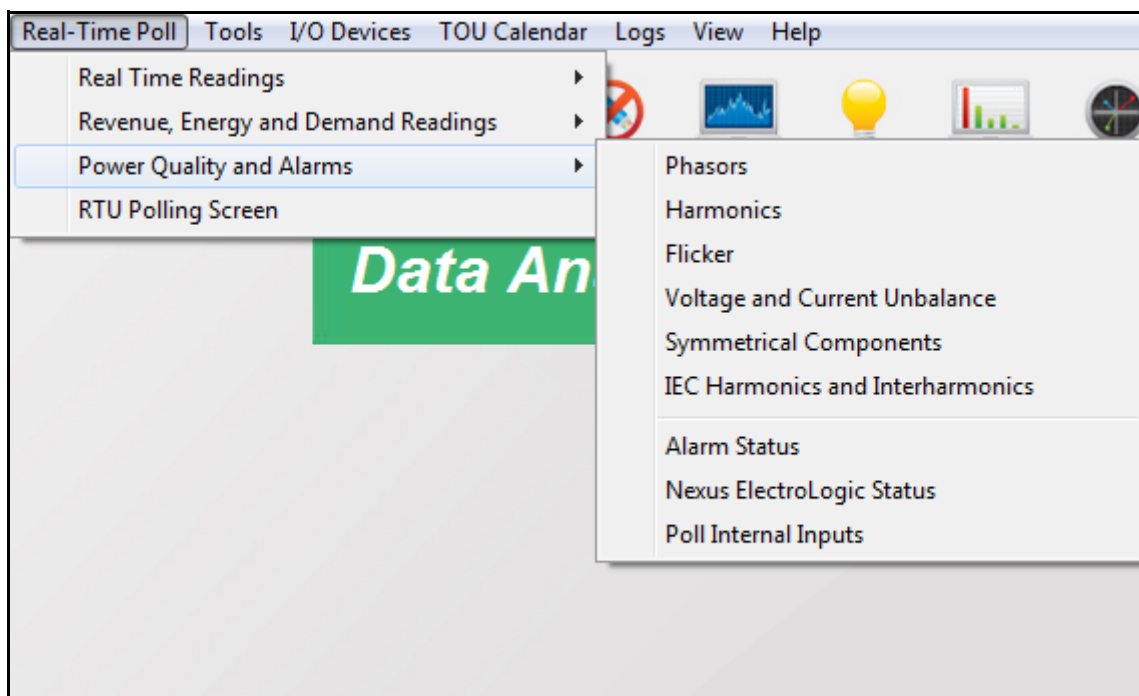 Real-Time Poll Tools I/O Devices TOU Calendar Logs View Help
Real Time Readings
Revenue, Energy and Demand Readings
Power Quality and Alarms
RTU Polling Screen
Phasors
Harmonics
Flicker
Voltage and Current Unbalance
Symmetrical Components
IEC Harmonics and Interharmonics
Alarm Status
Nexus ElectroLogic Status
Poll Internal Inputs
Data An